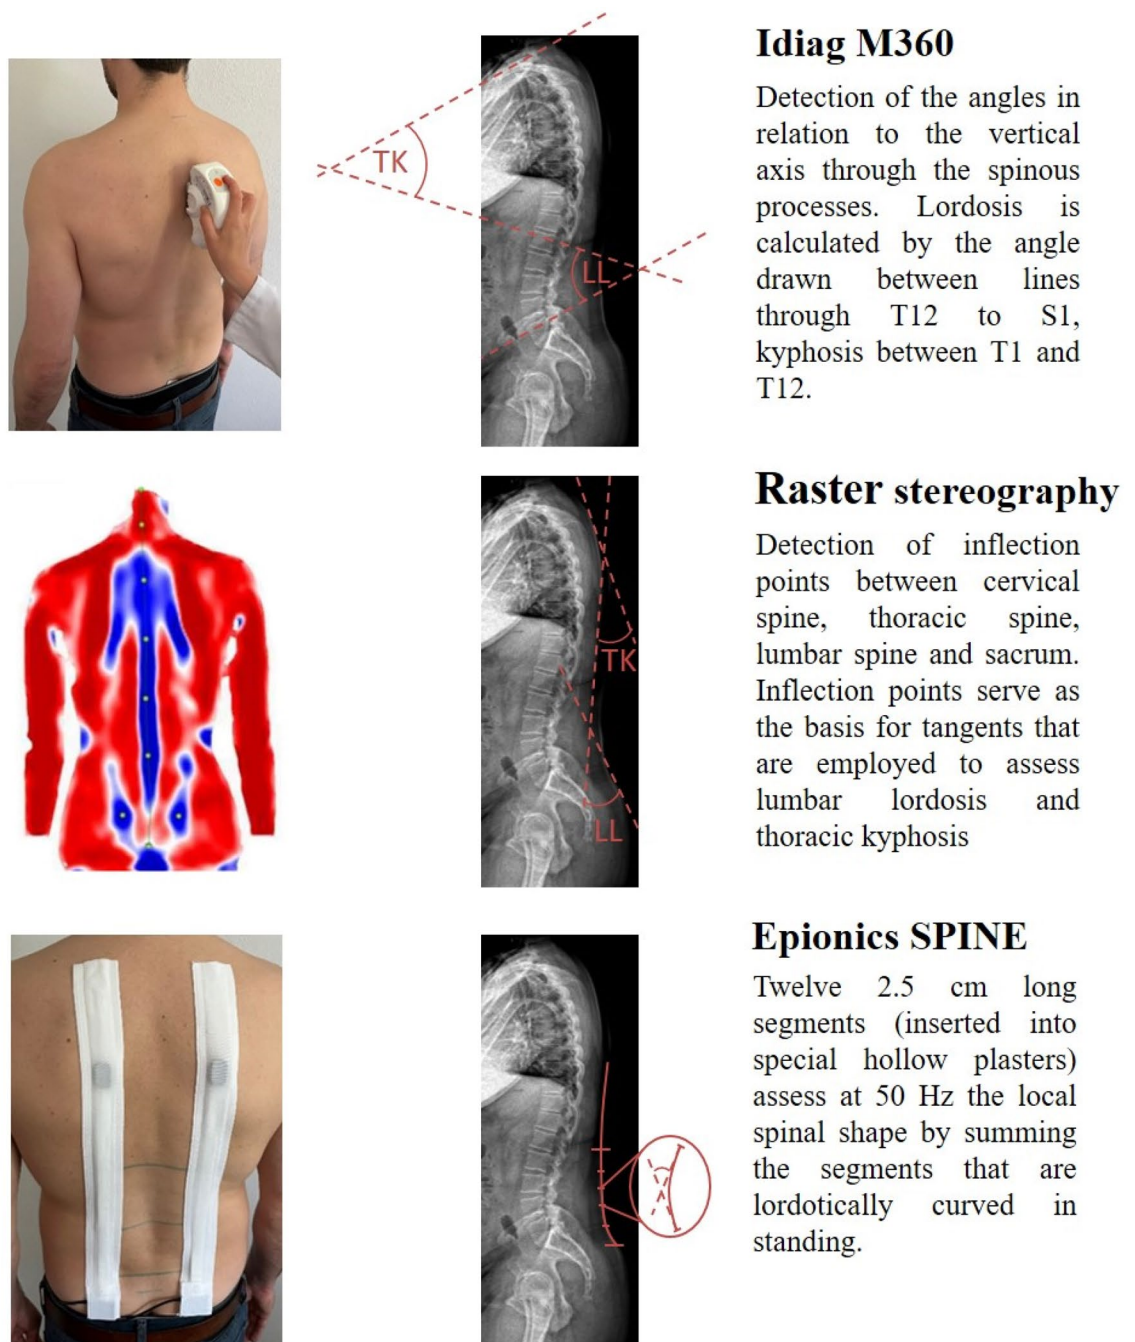 Idiag M360
Detection of the angles in
relation to the vertical
axis through the spinous
processes. Lordosis is
calculated by the angle
drawn between lines
through T12 to S1,
kyphosis between T1 and
T12.
TK
LL
Raster stereography
Detection of inflection
points between cervical
spine, thoracic spine,
lumbar spine and sacrum.
Inflection points serve as
the basis for tangents that
are employed to assess
lumbar lordosis and
thoracic kyphosis
TK
LL
Epionics SPINE
Twelve 2.5 cm long
segments (inserted into
special hollow plasters)
assess at 50 Hz the local
spinal shape by summing
the segments that are
lordotically curved in
standing.